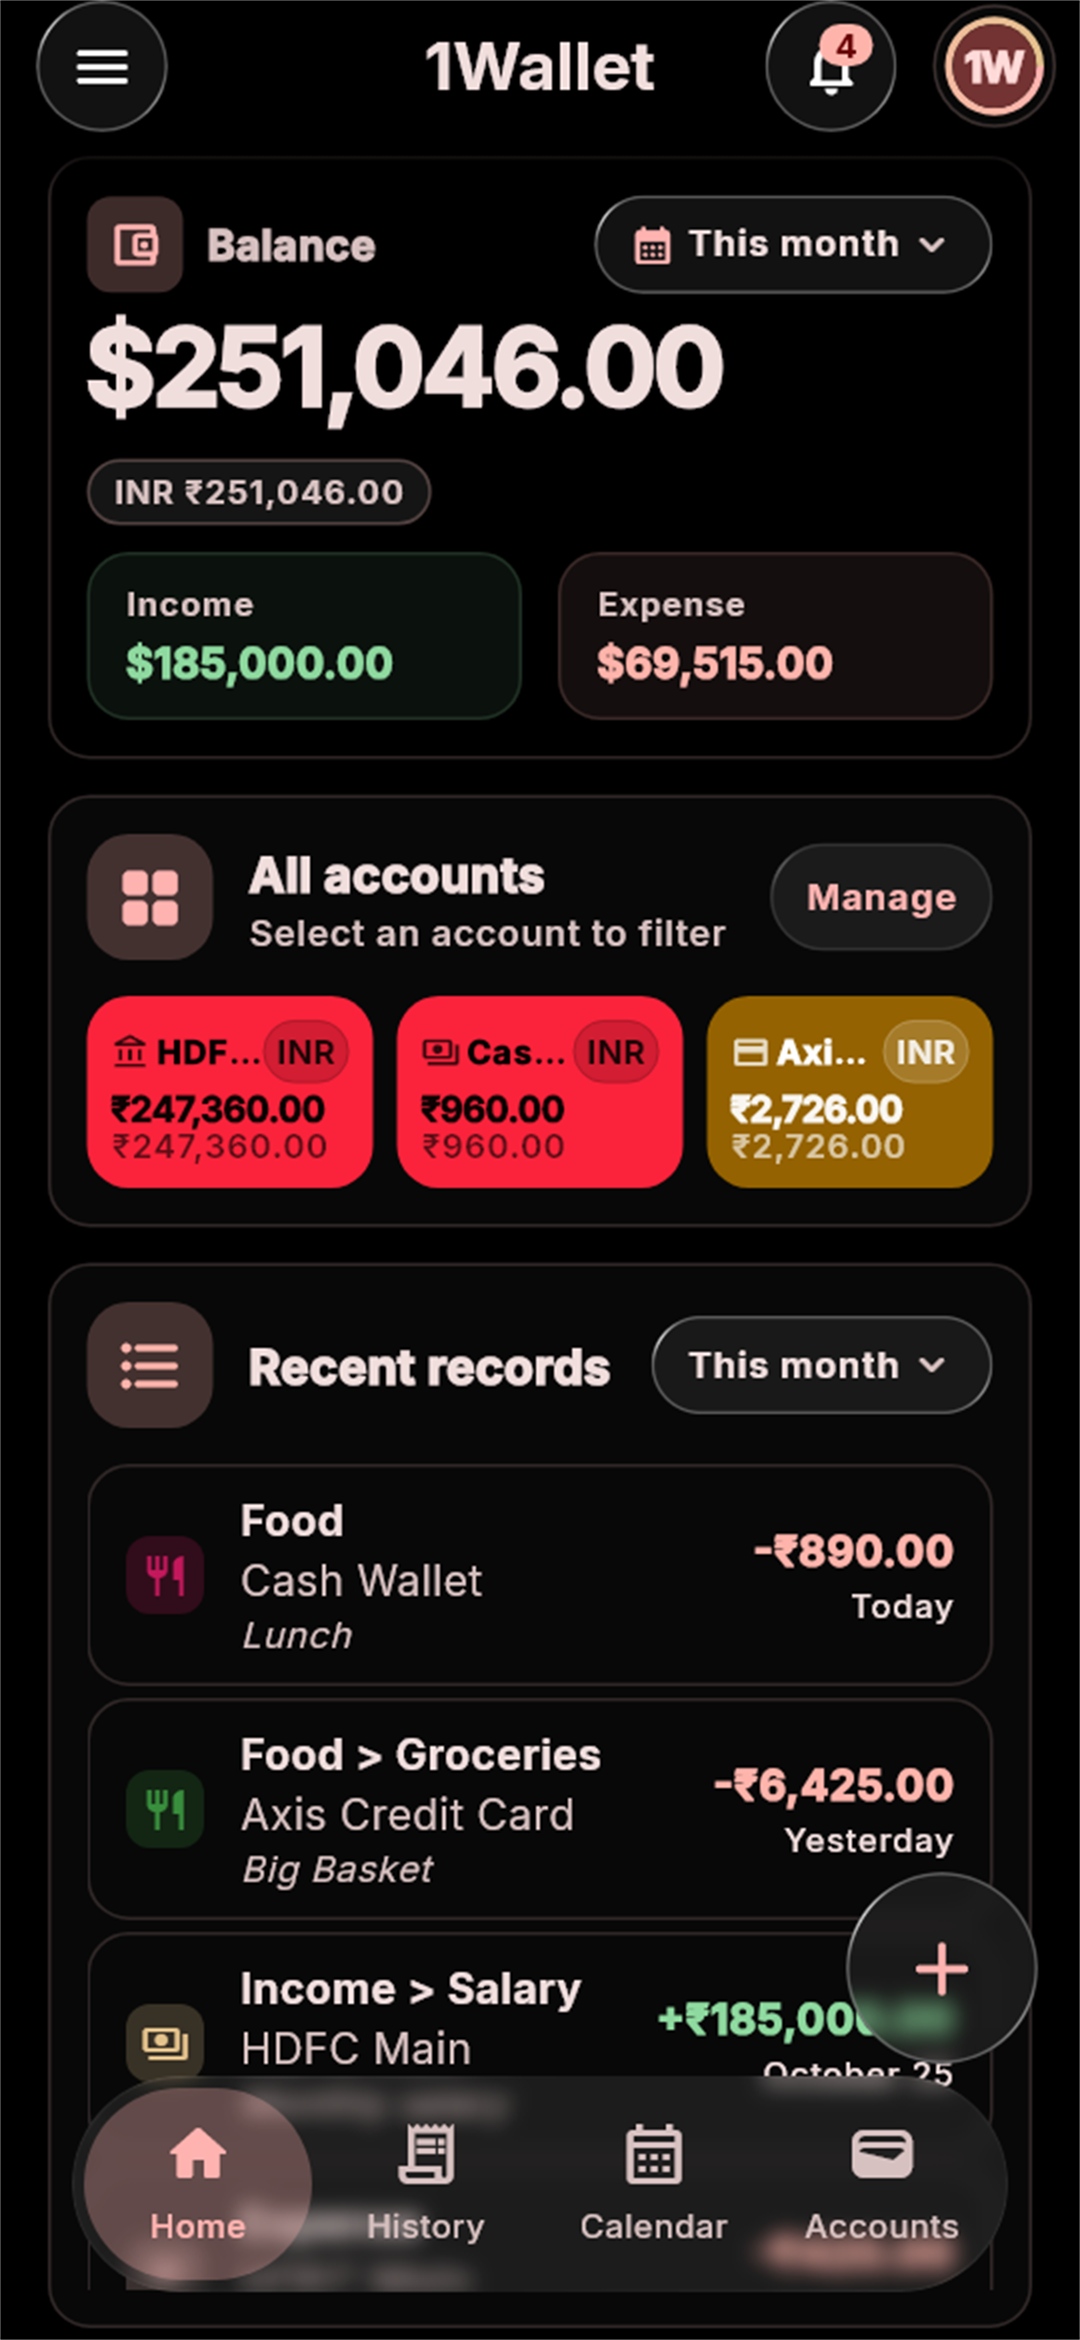 1Wallet
4
1W
Balance
This month
$251,046.00
INR ₹251,046.00
Income
$185,000.00
Expense
$69,515.00
All accounts
Select an account to filter
Manage
HDF... INR
₹247,360.00
₹247,360.00
Cas... INR
₹960.00
₹960.00
Axi... INR
₹2,726.00
₹2,726.00
Recent records
This month
Food
Cash Wallet
Lunch
-₹890.00
Today
Food > Groceries
Axis Credit Card
Big Basket
-₹6,425.00
Yesterday
Income > Salary
HDFC Main
+₹185,00
October 25
Home
History
Calendar
Accounts